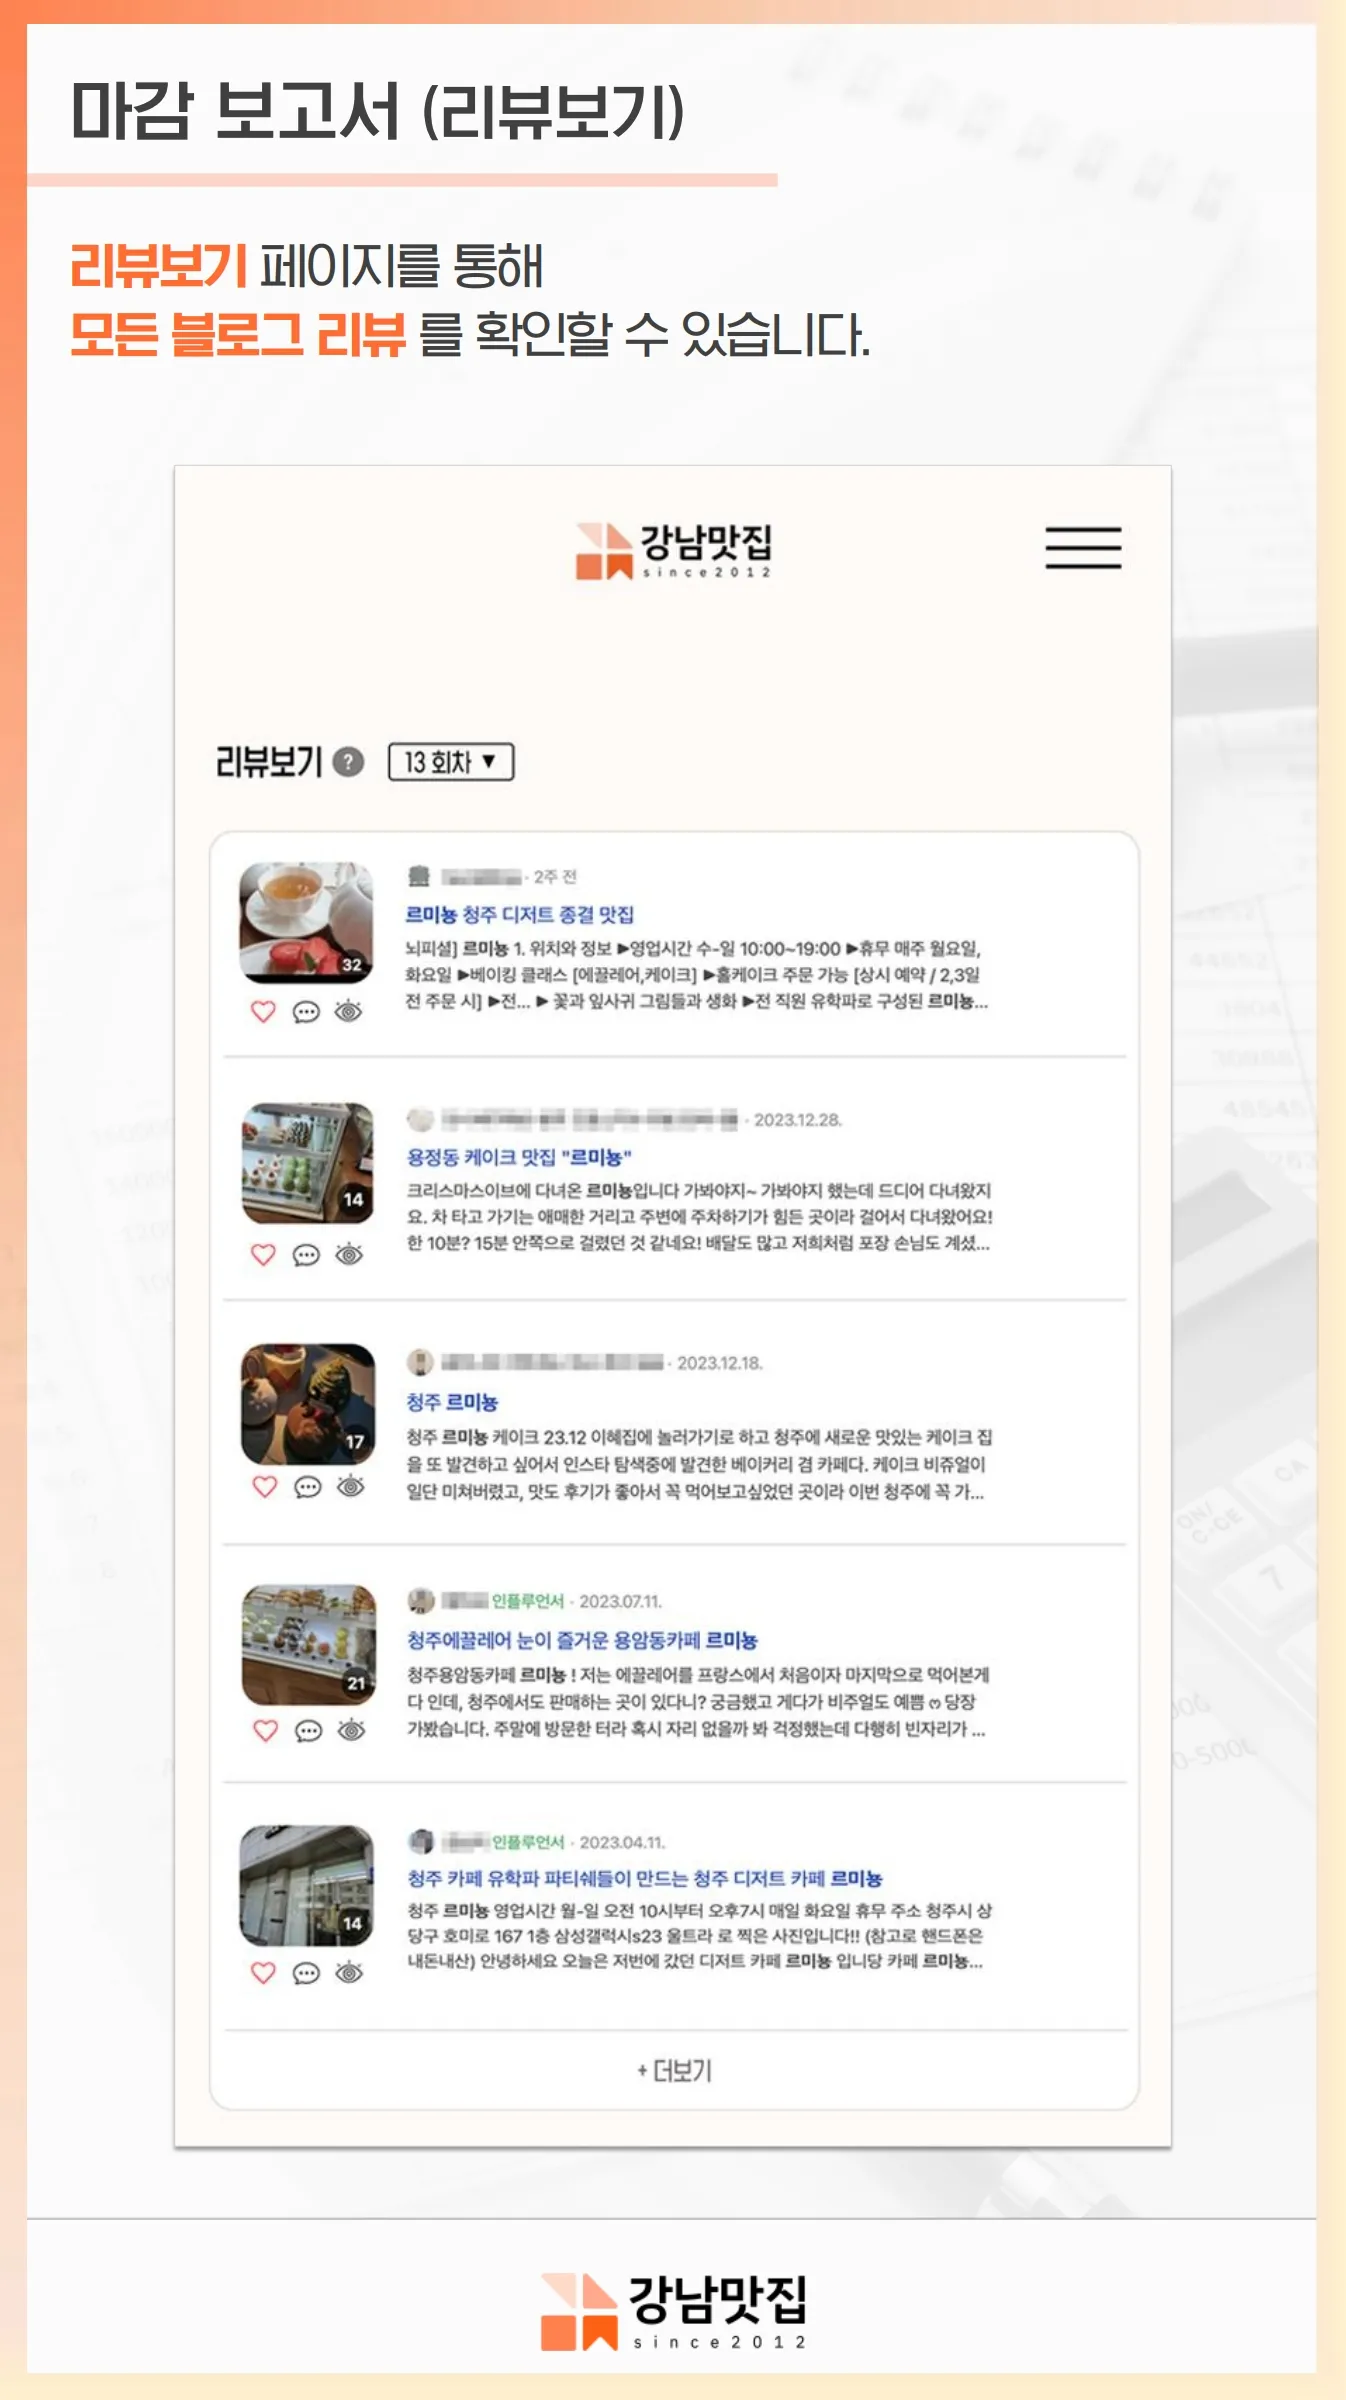 마감 보고서 (리뷰보기)
리뷰보기 페이지를 통해
모든 블로그 리뷰 를 확인할 수 있습니다.
강남맛집
since2012
리뷰보기 ? 13 회차 ▼
· 2주 전
르미뇽 청주 디저트 종결 맛집
뇌피셜] 르미뇽 1. 위치와 정보 ▶영업시간 수-일 10:00~19:00 ▶휴무 매주 월요일,
화요일 ▶베이킹 클래스 [에끌레어,케이크] ▶홀케이크 주문 가능 [상시 예약 / 2,3일
전 주문 시] ▶전... ▶ 꽃과 잎사귀 그림들과 생화 ▶전 직원 유학파로 구성된 르미뇽...
32
· 2023.12.28.
용정동 케이크 맛집 "르미뇽"
크리스마스이브에 다녀온 르미뇽입니다 가봐야지~ 가봐야지 했는데 드디어 다녀왔지
요. 차 타고 가기는 애매한 거리고 주변에 주차하기가 힘든 곳이라 걸어서 다녀왔어요!
한 10분? 15분 안쪽으로 걸렸던 것 같네요! 배달도 많고 저희처럼 포장 손님도 계셨...
14
· 2023.12.18.
청주 르미뇽
청주 르미뇽 케이크 23.12 이혜집에 놀러가기로 하고 청주에 새로운 맛있는 케이크 집
을 또 발견하고 싶어서 인스타 탐색중에 발견한 베이커리 겸 카페다. 케이크 비쥬얼이
일단 미쳐버렸고, 맛도 후기가 좋아서 꼭 먹어보고싶었던 곳이라 이번 청주에 꼭 가...
17
인플루언서 · 2023.07.11.
청주에끌레어 눈이 즐거운 용암동카페 르미뇽
청주용암동카페 르미뇽 ! 저는 에끌레어를 프랑스에서 처음이자 마지막으로 먹어본게
다 인데, 청주에서도 판매하는 곳이 있다니? 궁금했고 게다가 비주얼도 예쁨 ෆ 당장
가봤습니다. 주말에 방문한 터라 혹시 자리 없을까 봐 걱정했는데 다행히 빈자리가 ...
21
인플루언서 · 2023.04.11.
청주 카페 유학파 파티쉐들이 만드는 청주 디저트 카페 르미뇽
청주 르미뇽 영업시간 월-일 오전 10시부터 오후7시 매일 화요일 휴무 주소 청주시 상
당구 호미로 167 1층 삼성갤럭시s23 울트라 로 찍은 사진입니다!! (참고로 핸드폰은
내돈내산) 안녕하세요 오늘은 저번에 갔던 디저트 카페 르미뇽 입니당 카페 르미뇽...
14
+ 더보기
강남맛집
since2012